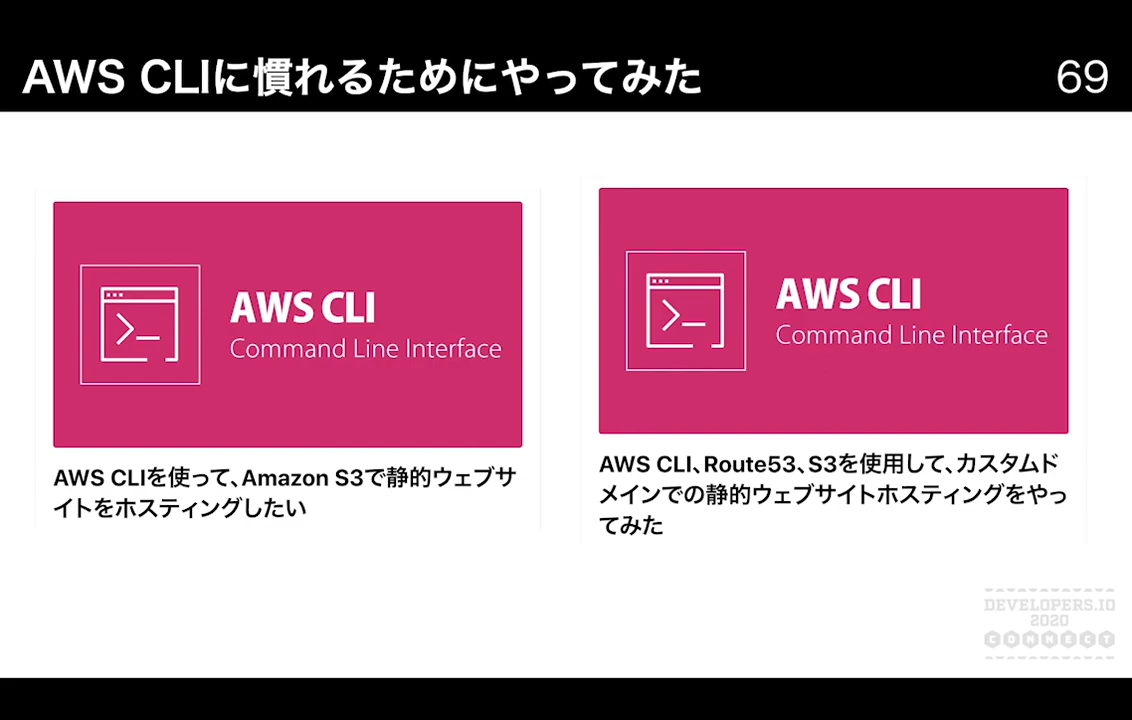 AWS CLIに慣れるためにやってみた
69
AWS CLI
Command Line Interface
AWS CLIを使って、Amazon S3で静的ウェブサ
イトをホスティングしたい
AWS CLI
Command Line Interface
AWS CLI、Route53、S3を使用して、カスタムド
メインでの静的ウェブサイトホスティングをやっ
てみた
DEVELOPERS.IO
2020
CONNECT